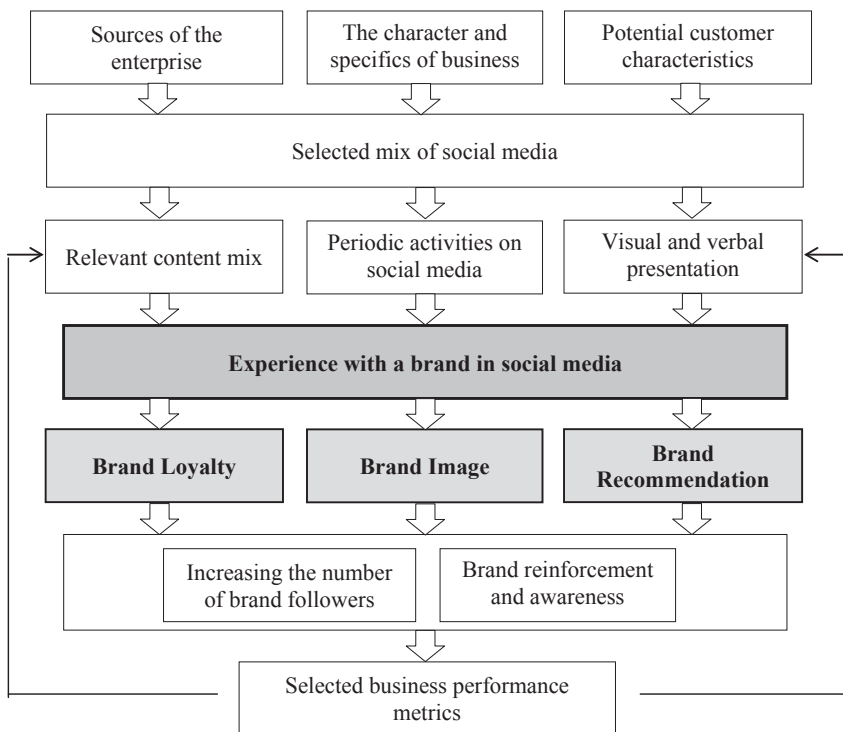 Sources of the
enterprise
The character and
specifics of business
Potential customer
characteristics
Selected mix of social media
Relevant content mix
Periodic activities on
social media
Visual and verbal
presentation
Experience with a brand in social media
Brand Loyalty
Brand Image
Brand
Recommendation
Increasing the number
of brand followers
Brand reinforcement
and awareness
Selected business performance
metrics